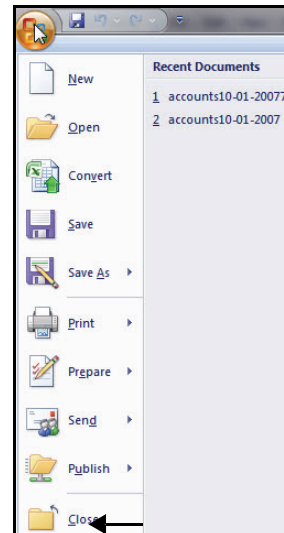 Recent Documents
1 accounts10-01-20077
2 accounts10-01-2007
New
Open
Convert
Save
Save As
Print
Prepare
Send
Publish
Close